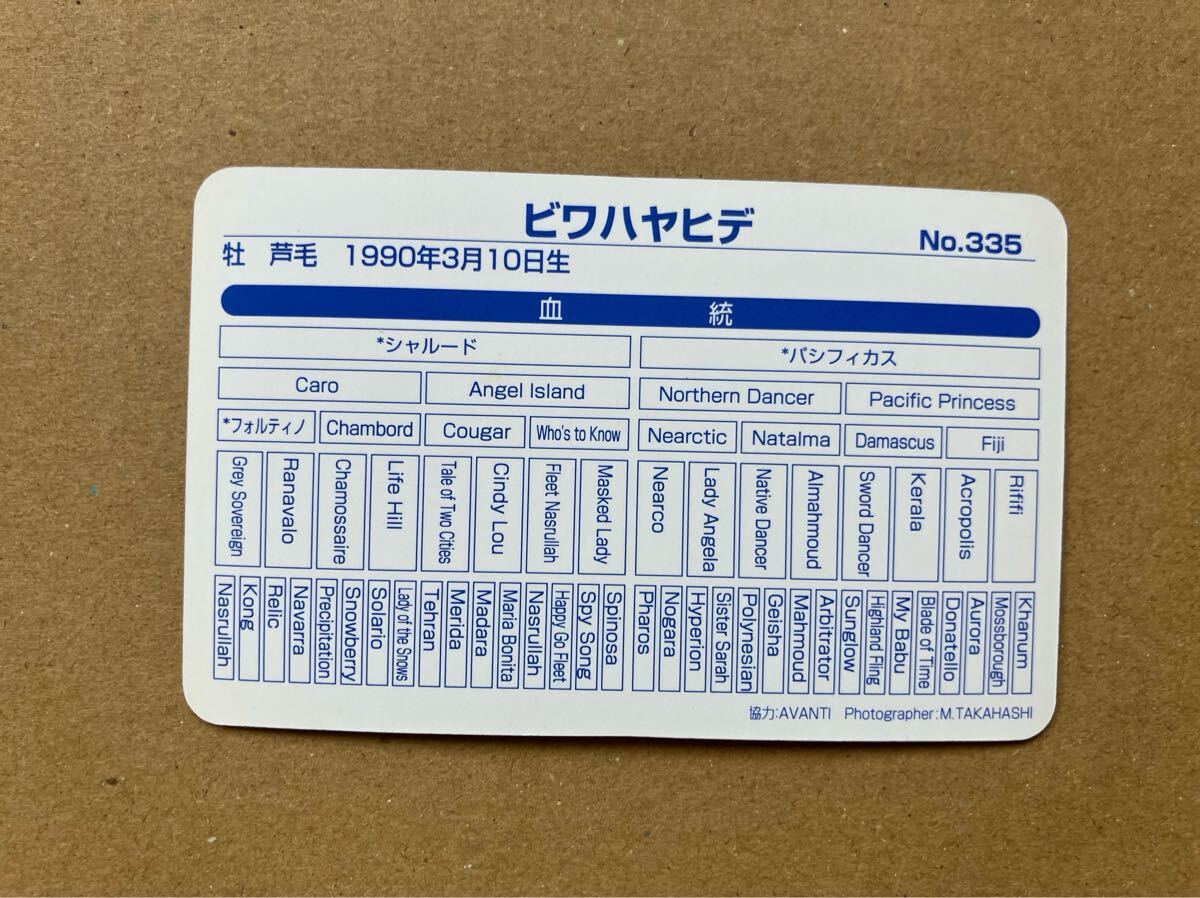 ビワハヤヒデ
No.335
牡 芦毛 1990年3月10日生
血統
*シャルード *パシフィカス
Caro Angel Island Northern Dancer Pacific Princess
*フォルティノ Chambord Cougar Who's to Know Nearctic Natalma Damascus Fiji
Grey Sovereign Ranavalo Chamossaire Life Hill Tale of Two Cities Cindy Lou Fleet Nasrullah Masked Lady Nearco Lady Angela Native Dancer Almahmoud Sword Dancer Kerala Acropolis Rififi
Nasrullah Kong Relic Navarra Precipitation Snowberry Solario Lady of the Snows Tehran Merida Madara Maria Bonita Nasrullah Happy Go Fleet Spy Song Spinosa Pharos Nogara Hyperion Sister Sarah Polynesian Geisha Mahmoud Arbitrator Sunglow Highland Fling My Babu Blade of Time Donatello Aurora Mossborough Khanum
協力:AVANTI Photographer:M.TAKAHASHI